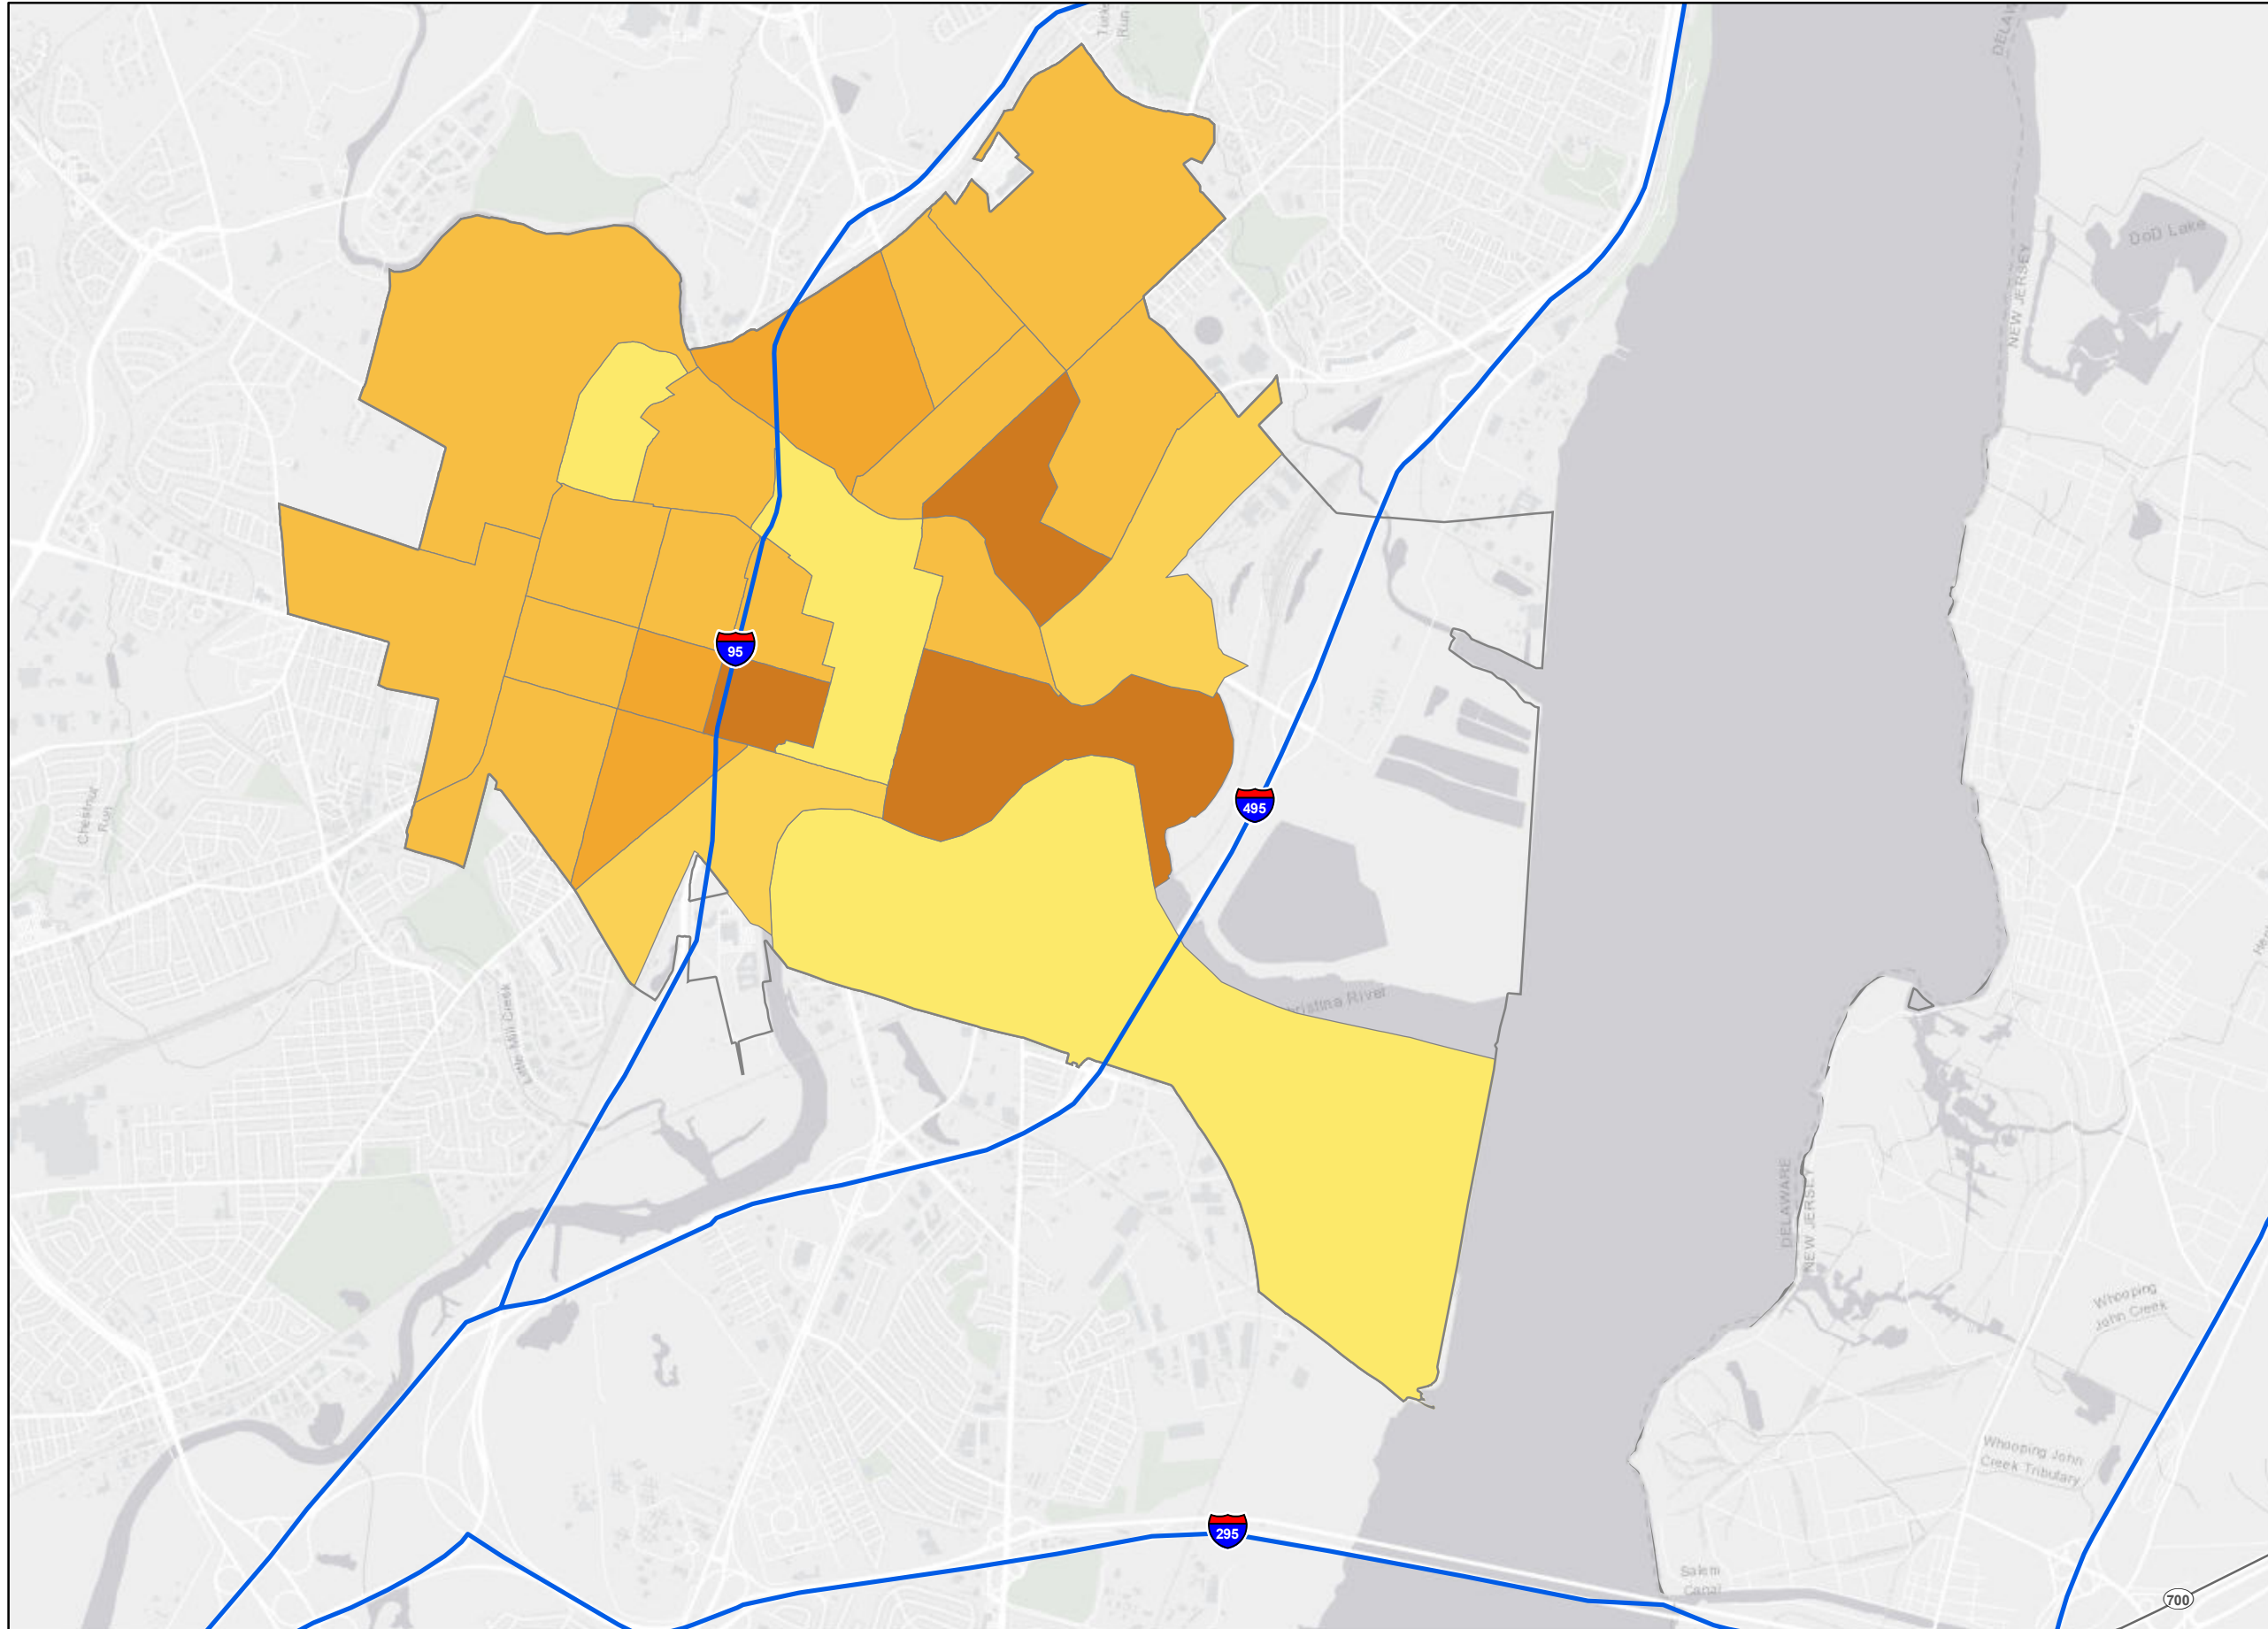 DoD Lake
NEW JERSEY
95
Chestnut
Run
495
Christina River
Little Mill Creek
DELAWARE
NEW JERSEY
Whooping
John Creek
Whooping John
Creek Tributary
295
Salem
Canal
700